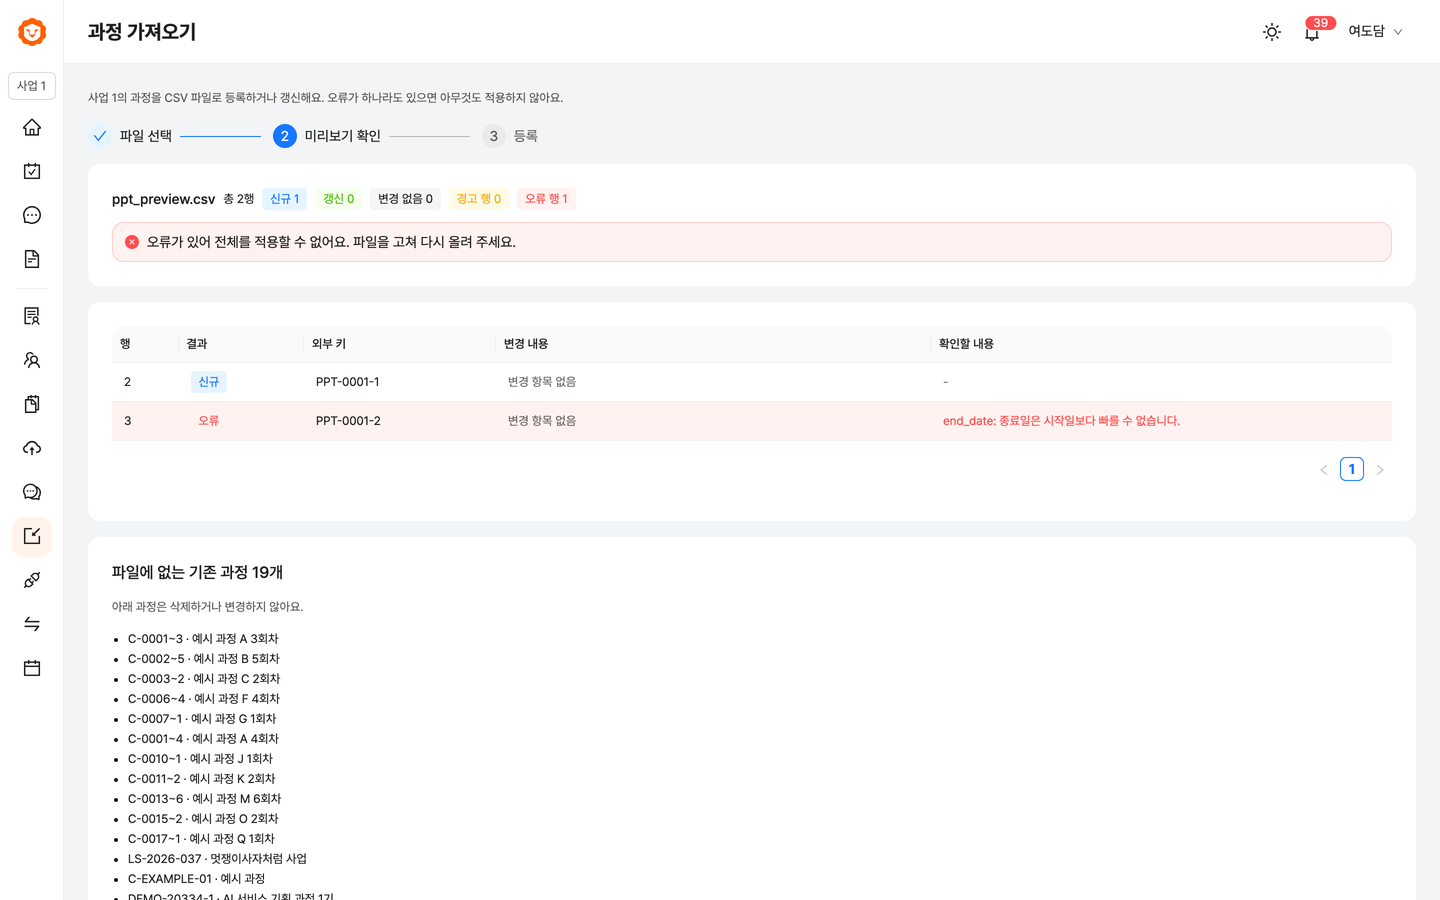 과정 가져오기
39
여도담
사업 1
사업 1의 과정을 CSV 파일로 등록하거나 갱신해요. 오류가 하나라도 있으면 아무것도 적용하지 않아요.
파일 선택
2 미리보기 확인
3 등록
ppt_preview.csv 총 2행 신규 1 갱신 0 변경 없음 0 경고 행 0 오류 행 1
오류가 있어 전체를 적용할 수 없어요. 파일을 고쳐 다시 올려 주세요.
행 결과 외부 키 변경 내용 확인할 내용
2 신규 PPT-0001-1 변경 항목 없음 -
3 오류 PPT-0001-2 변경 항목 없음 end_date: 종료일은 시작일보다 빠를 수 없습니다.
1
파일에 없는 기존 과정 19개
아래 과정은 삭제하거나 변경하지 않아요.
C-0001~3 · 예시 과정 A 3회차
C-0002~5 · 예시 과정 B 5회차
C-0003~2 · 예시 과정 C 2회차
C-0006~4 · 예시 과정 F 4회차
C-0007~1 · 예시 과정 G 1회차
C-0001~4 · 예시 과정 A 4회차
C-0010~1 · 예시 과정 J 1회차
C-0011~2 · 예시 과정 K 2회차
C-0013~6 · 예시 과정 M 6회차
C-0015~2 · 예시 과정 O 2회차
C-0017~1 · 예시 과정 Q 1회차
LS-2026-037 · 멋쟁이사자처럼 사업
C-EXAMPLE-01 · 예시 과정
DEMO-20334-1 · AI 서비스 기획 과정 1기